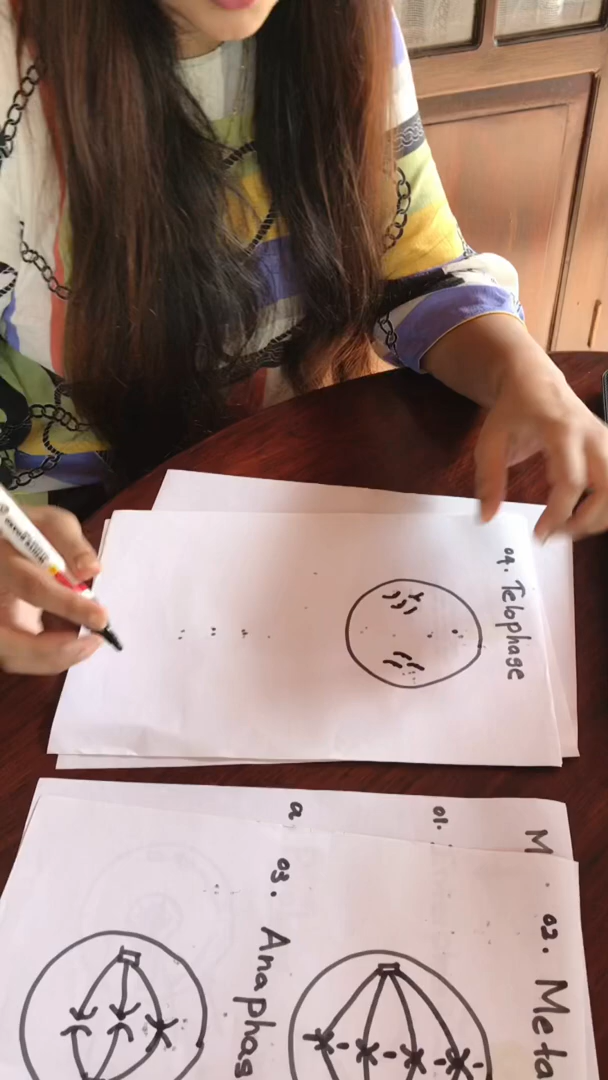 04. Telophase
M
01.
a
02. Meta
03. Anaphas